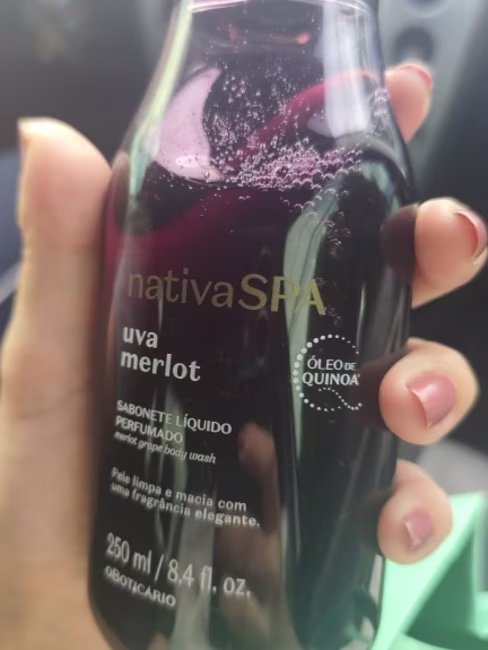 nativaSPA
uva
merlot
ÓLEO DE
QUINOA
SABONETE LÍQUIDO
PERFUMADO
merlot grape body wash
Pele limpa e macia com
uma fragrância elegante.
250 ml / 8.4 fl. oz.
OBOTICÁRIO